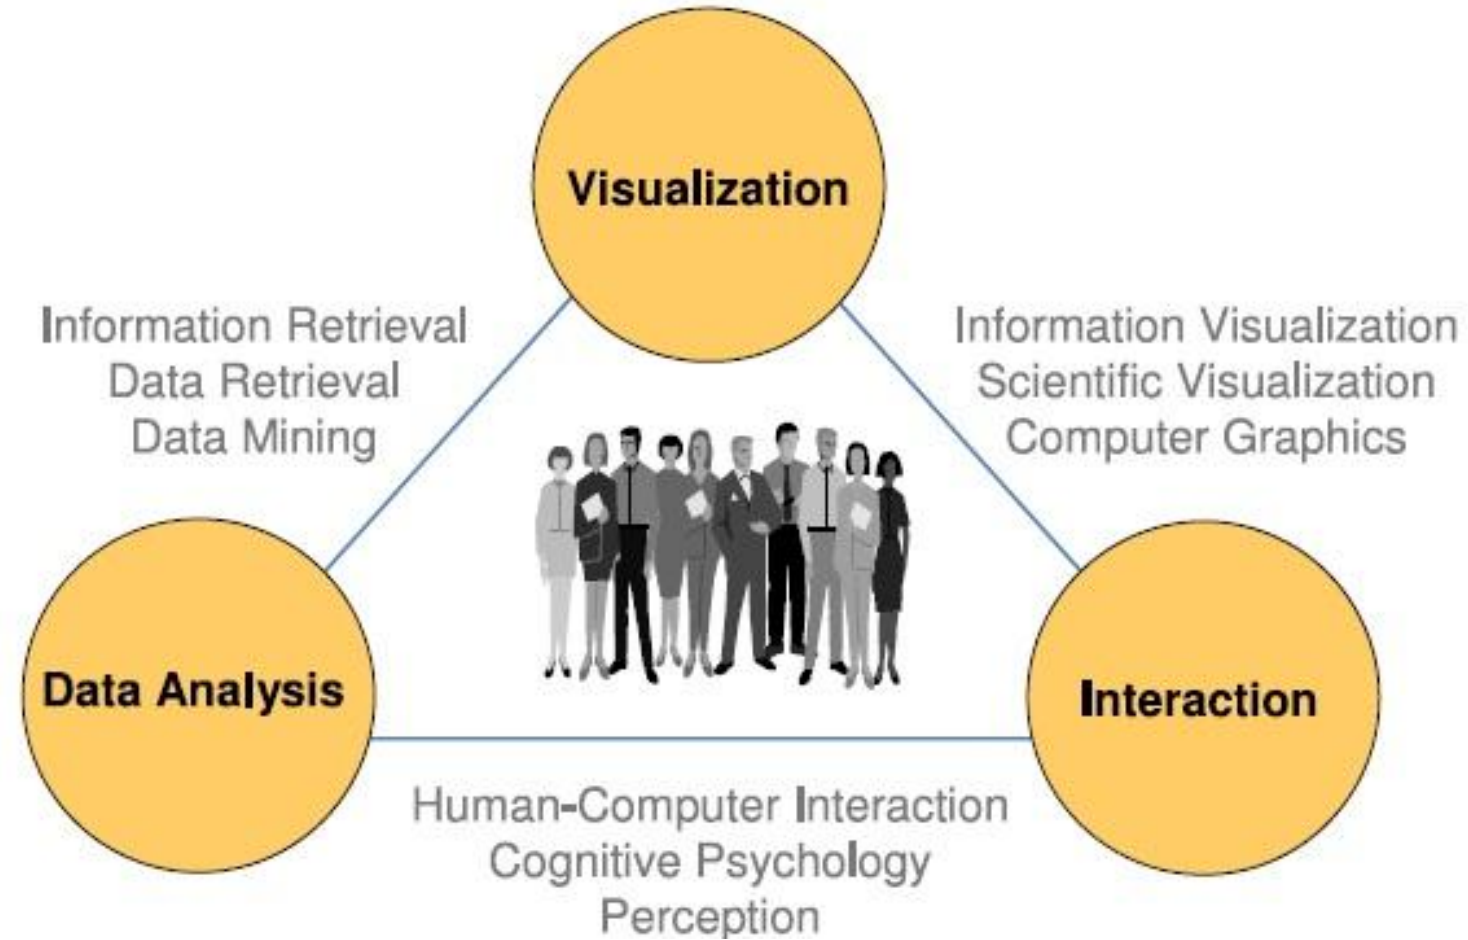 Visualization
Information Retrieval
Data Retrieval
Data Mining
Information Visualization
Scientific Visualization
Computer Graphics
Data Analysis
Interaction
Human-Computer Interaction
Cognitive Psychology
Perception